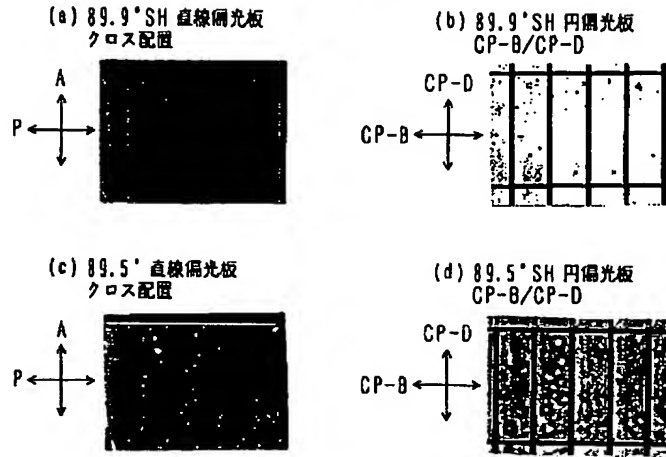 (a) 89.9°SH 直線偏光板
クロス配置
A
P
(b) 89.9°SH 円偏光板
CP-B/CP-D
CP-D
CP-B
(c) 89.5° 直線偏光板
クロス配置
A
P
(d) 89.5°SH 円偏光板
CP-B/CP-D
CP-D
CP-B